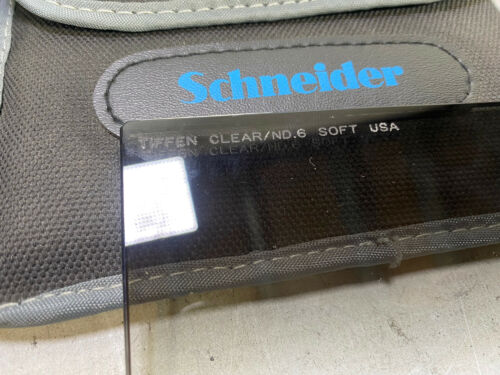 Schneider
TIFFEN CLEAR/ND.6 SOFT USA